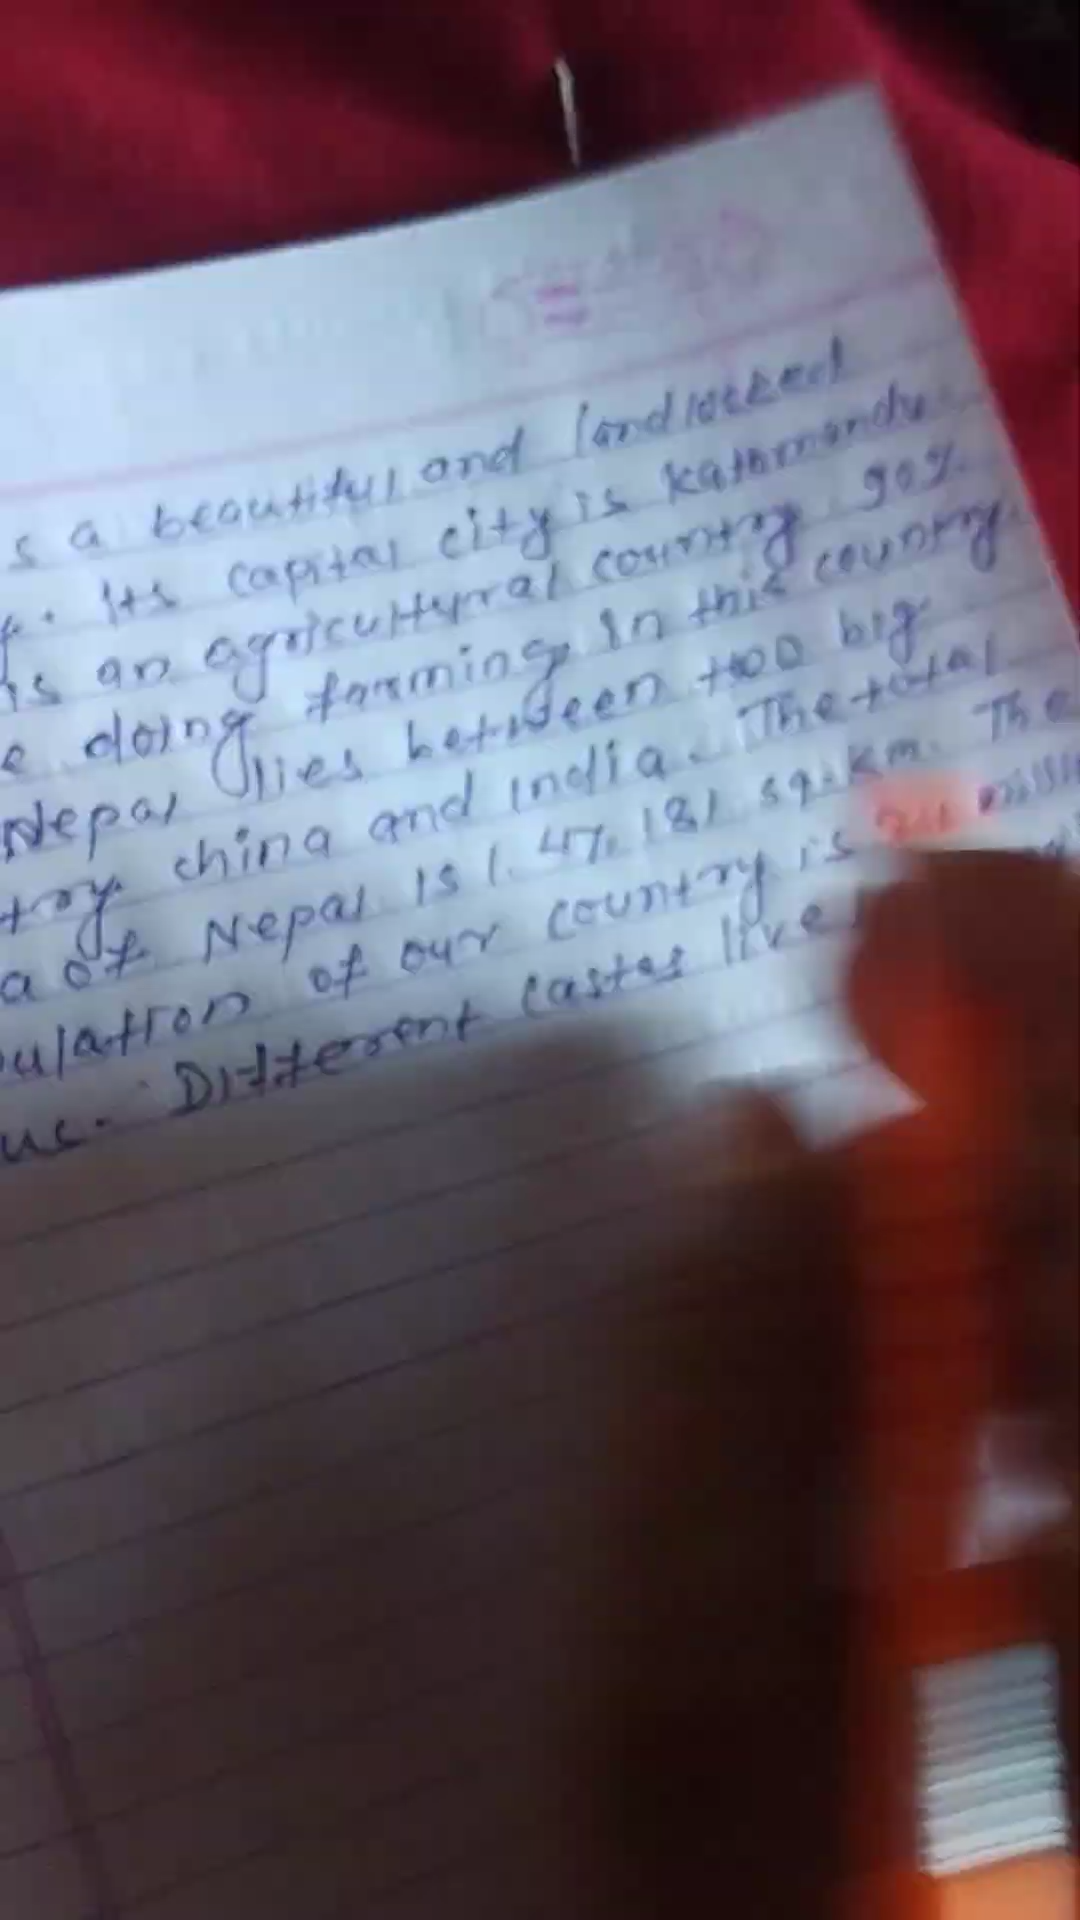 s a beautiful and landlocked
y. Its capital city is katomandu
is an agricultural country 90%
e doing farming in this country.
Nepal lies between too big
try china and india. The total
a of Nepal is 1.47,181 sq.km. The
ulation of our country is
Different castes live